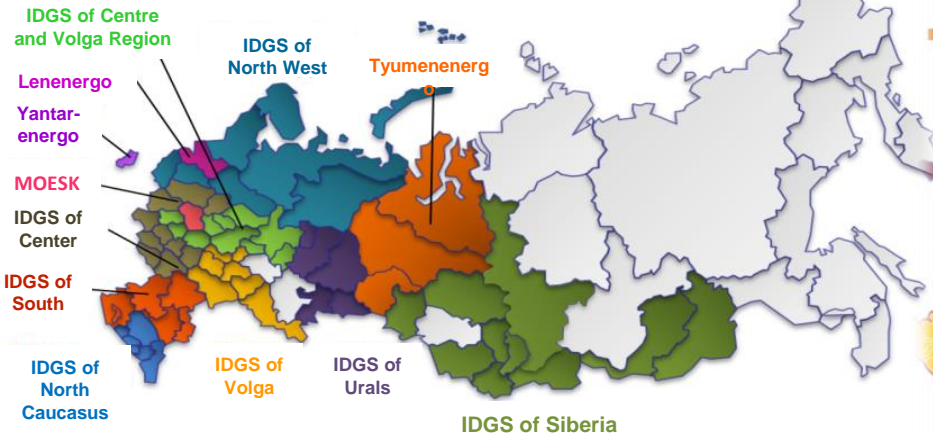 IDGS of Centre
and Volga Region
IDGS of
North West
Tyumenenerg
o
Lenenergo
Yantar-
energo
MOESK
IDGS of
Center
IDGS of
South
IDGS of
North
Caucasus
IDGS of
Volga
IDGS of
Urals
IDGS of Siberia